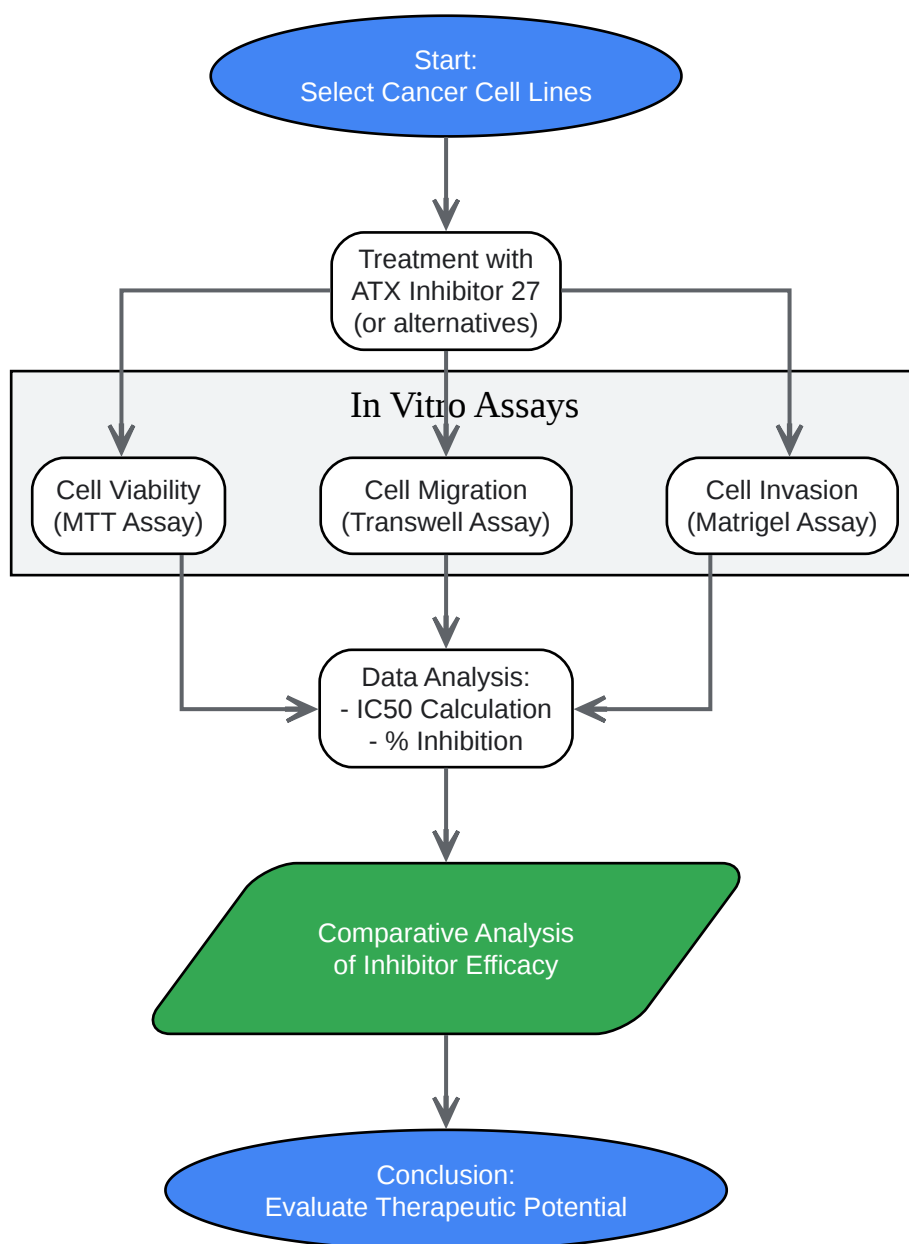 Start:
Select Cancer Cell Lines
Treatment with
ATX Inhibitor 27
(or alternatives)
In Vitro Assays
Cell Viability
(MTT Assay)
Cell Migration
(Transwell Assay)
Cell Invasion
(Matrigel Assay)
Data Analysis:
- IC50 Calculation
- % Inhibition
Comparative Analysis
of Inhibitor Efficacy
Conclusion:
Evaluate Therapeutic Potential